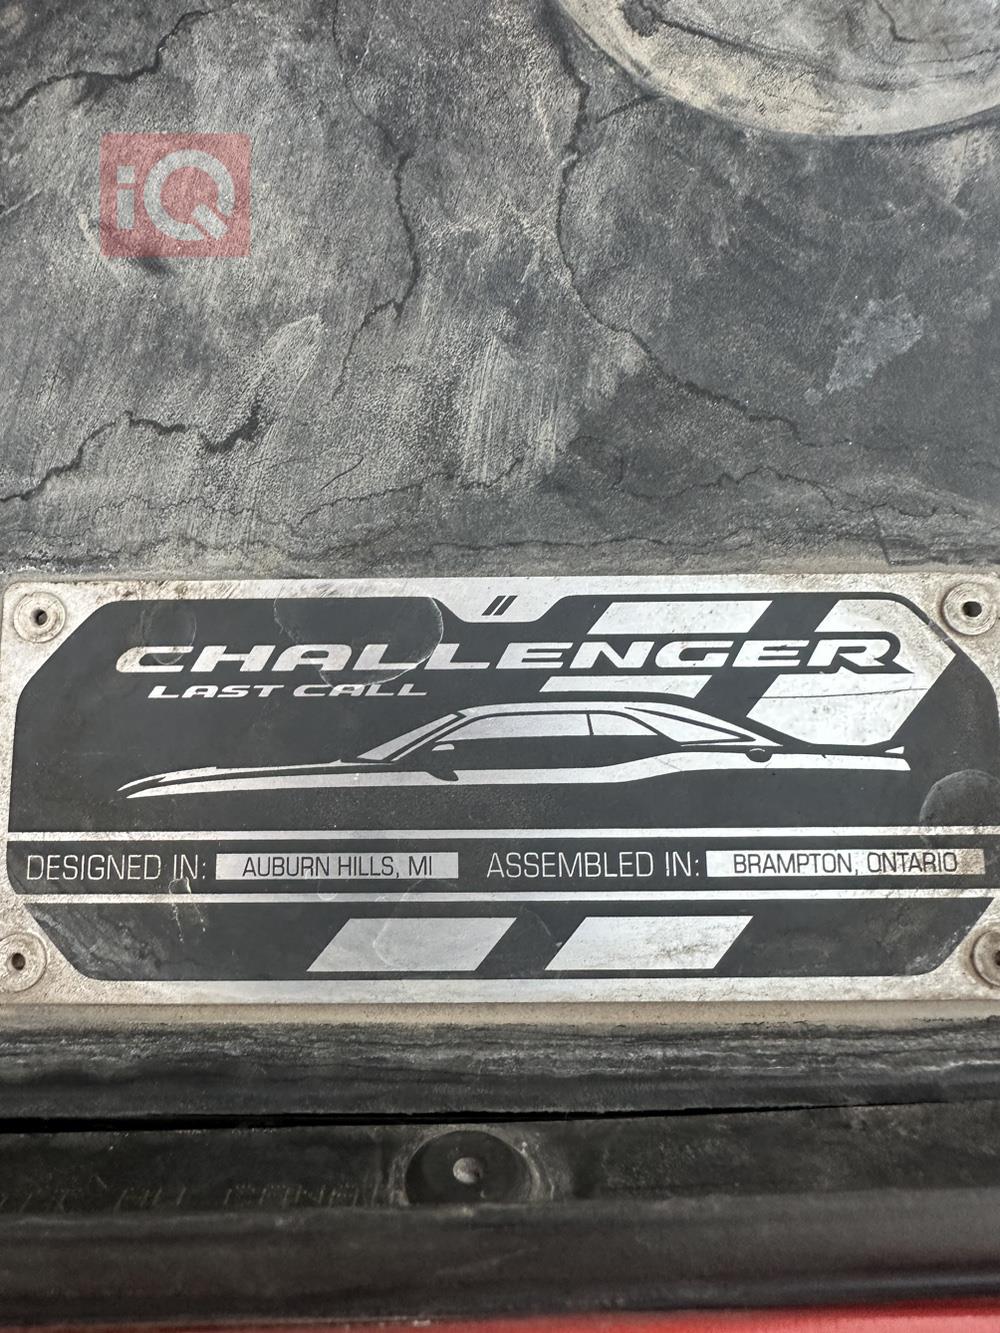 iQ
CHALLENGER
LAST CALL
DESIGNED IN: AUBURN HILLS, MI ASSEMBLED IN: BRAMPTON, ONTARIO